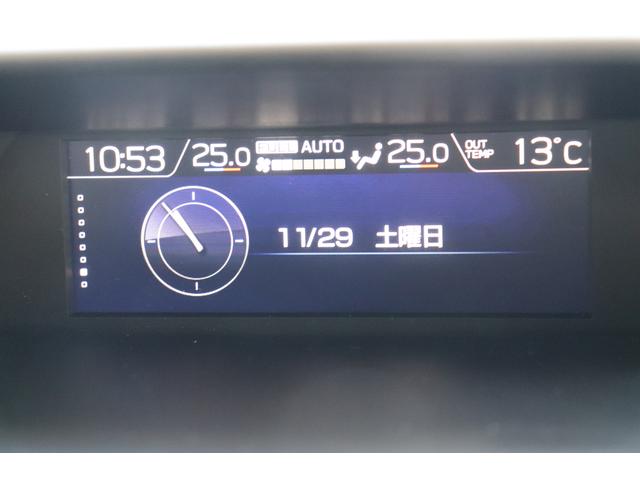 10:53 25.0 FULL AUTO 25.0 OUT TEMP 13°C
11/29 土曜日